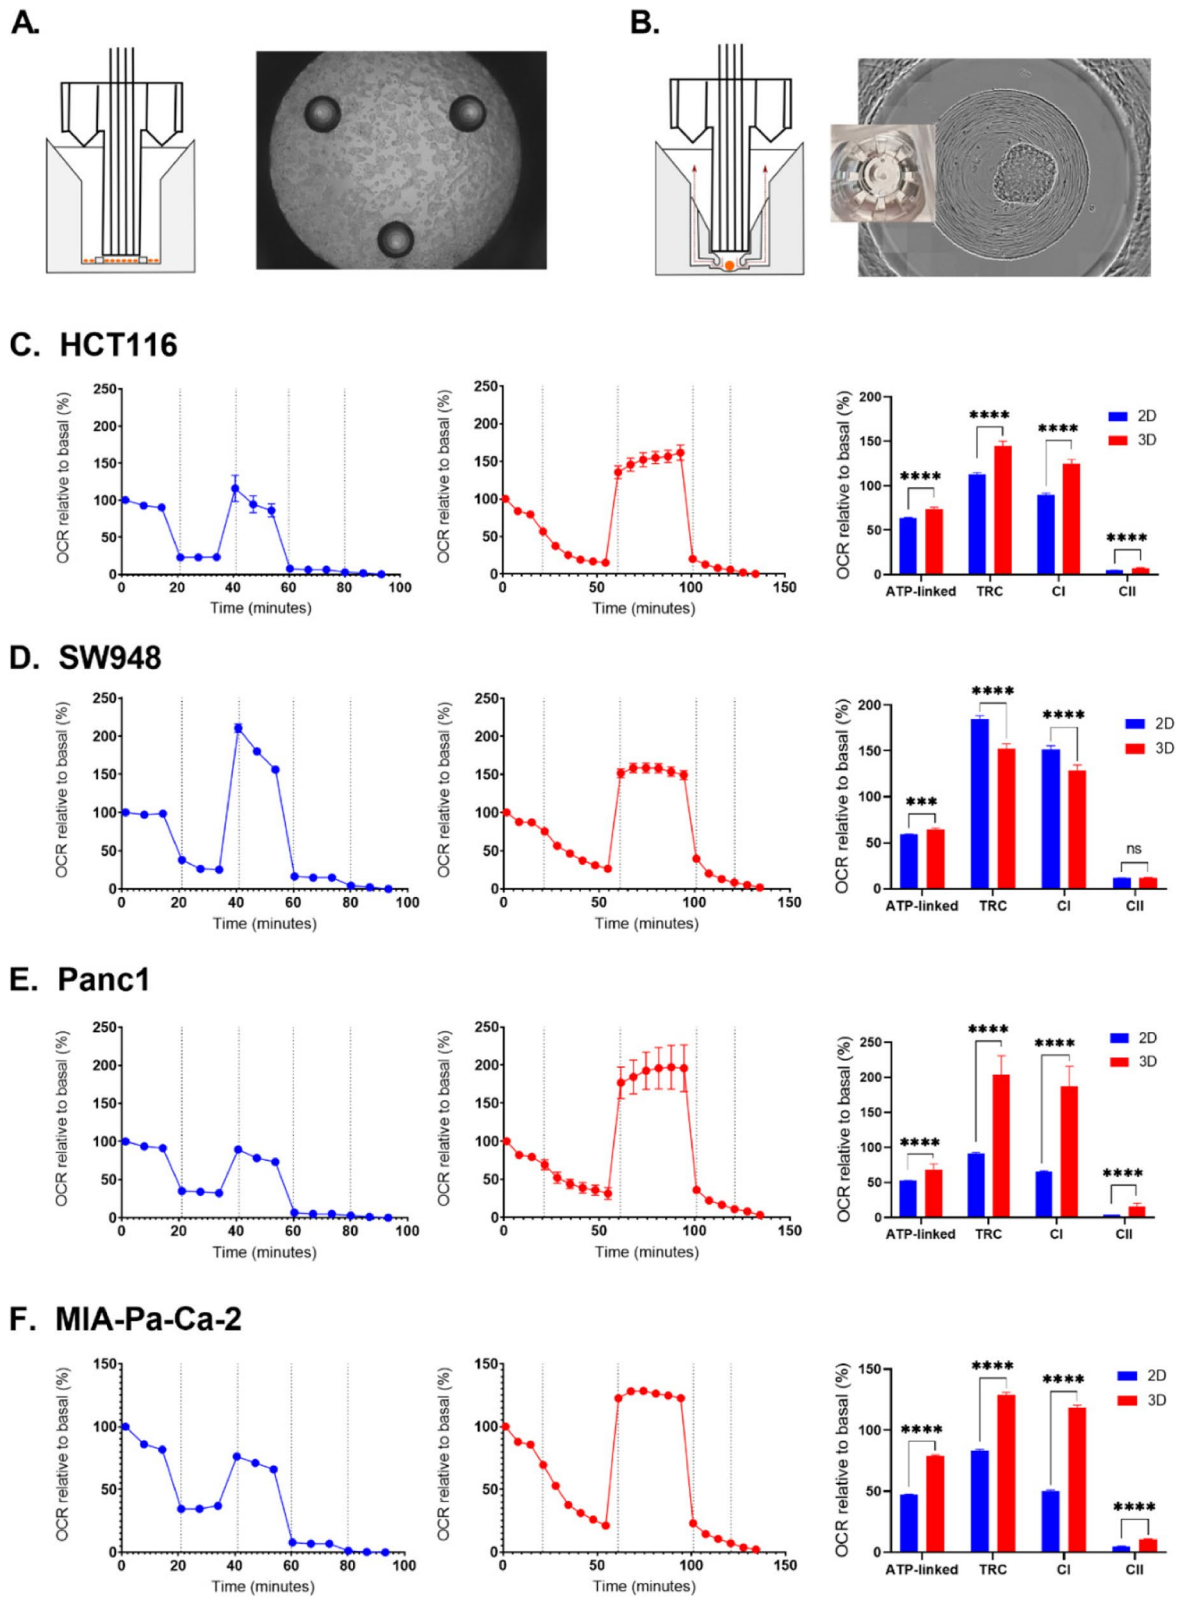 A.
B.
C. HCT116
OCR relative to basal (%)
250
200
150
100
50
0
0 20 40 60 80 100
Time (minutes)
OCR relative to basal (%)
250
200
150
100
50
0
0 50 100 150
Time (minutes)
OCR relative to basal (%)
200
150
100
50
0
**** **** **** ****
2D
3D
ATP-linked TRC CI CII
D. SW948
OCR relative to basal (%)
250
200
150
100
50
0
0 20 40 60 80 100
Time (minutes)
OCR relative to basal (%)
250
200
150
100
50
0
0 50 100 150
Time (minutes)
OCR relative to basal (%)
200
150
100
50
0
*** **** **** ns
2D
3D
ATP-linked TRC CI CII
E. Panc1
OCR relative to basal (%)
250
200
150
100
50
0
0 20 40 60 80 100
Time (minutes)
OCR relative to basal (%)
250
200
150
100
50
0
0 50 100 150
Time (minutes)
OCR relative to basal (%)
250
200
150
100
50
0
**** **** **** ****
2D
3D
ATP-linked TRC CI CII
F. MIA-Pa-Ca-2
OCR relative to basal (%)
150
100
50
0
0 20 40 60 80 100
Time (minutes)
OCR relative to basal (%)
150
100
50
0
0 50 100 150
Time (minutes)
OCR relative to basal (%)
150
100
50
0
**** **** **** ****
2D
3D
ATP-linked TRC CI CII